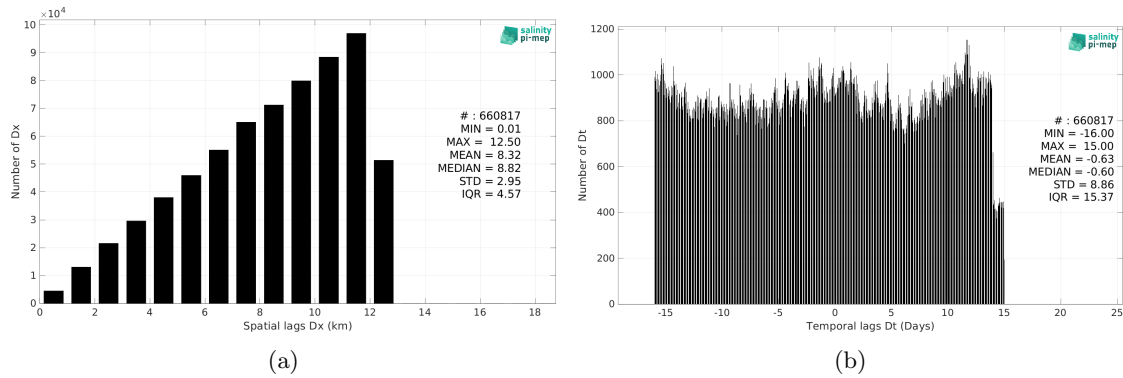 ×10⁴
10
9
8
7
6
5
4
3
2
1
0
Number of Dx
salinity
pi-mep
# : 660817
MIN = 0.01
MAX = 12.50
MEAN = 8.32
MEDIAN = 8.82
STD = 2.95
IQR = 4.57
0 2 4 6 8 10 12 14 16 18
Spatial lags Dx (km)
(a)
1200
1000
800
600
400
200
0
Number of Dt
salinity
pi-mep
# : 660817
MIN = -16.00
MAX = 15.00
MEAN = -0.63
MEDIAN = -0.60
STD = 8.86
IQR = 15.37
-15 -10 -5 0 5 10 15 20 25
Temporal lags Dt (Days)
(b)